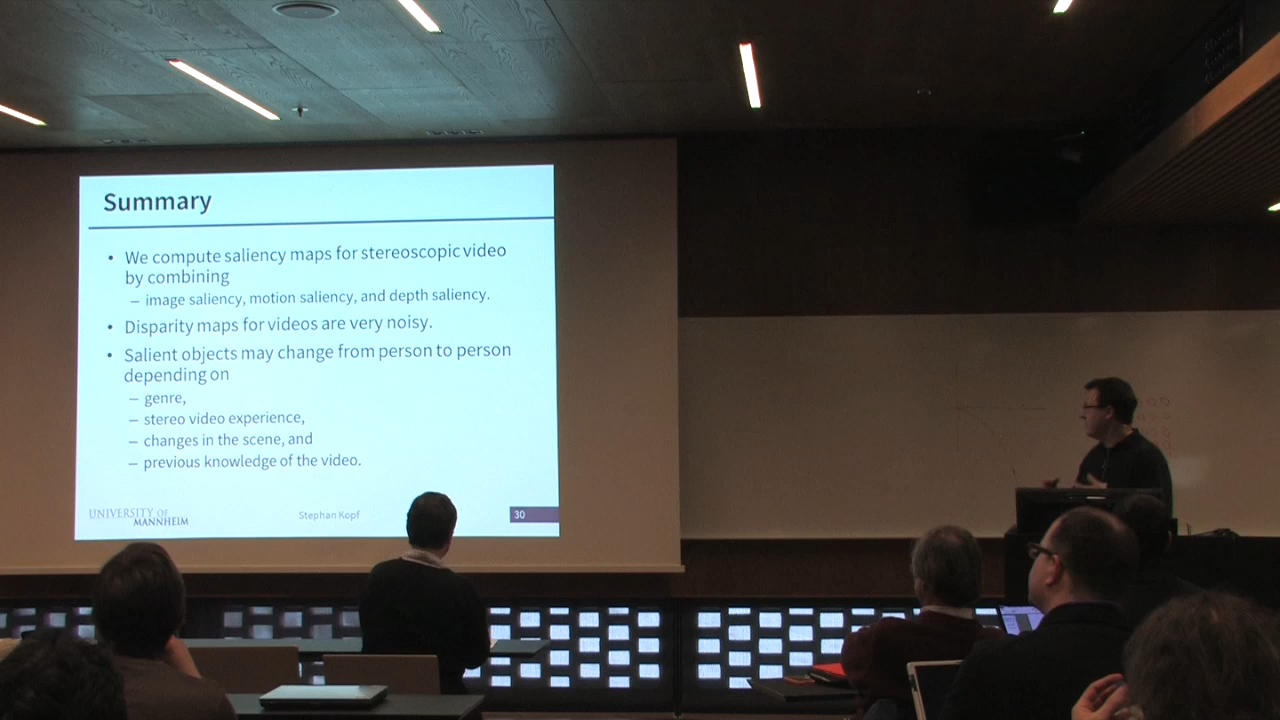 Summary
• We compute saliency maps for stereoscopic video
by combining
– image saliency, motion saliency, and depth saliency.
• Disparity maps for videos are very noisy.
• Salient objects may change from person to person
depending on
– genre,
– stereo video experience,
– changes in the scene, and
– previous knowledge of the video.
UNIVERSITY OF
MANNHEIM
Stephan Kopf
30